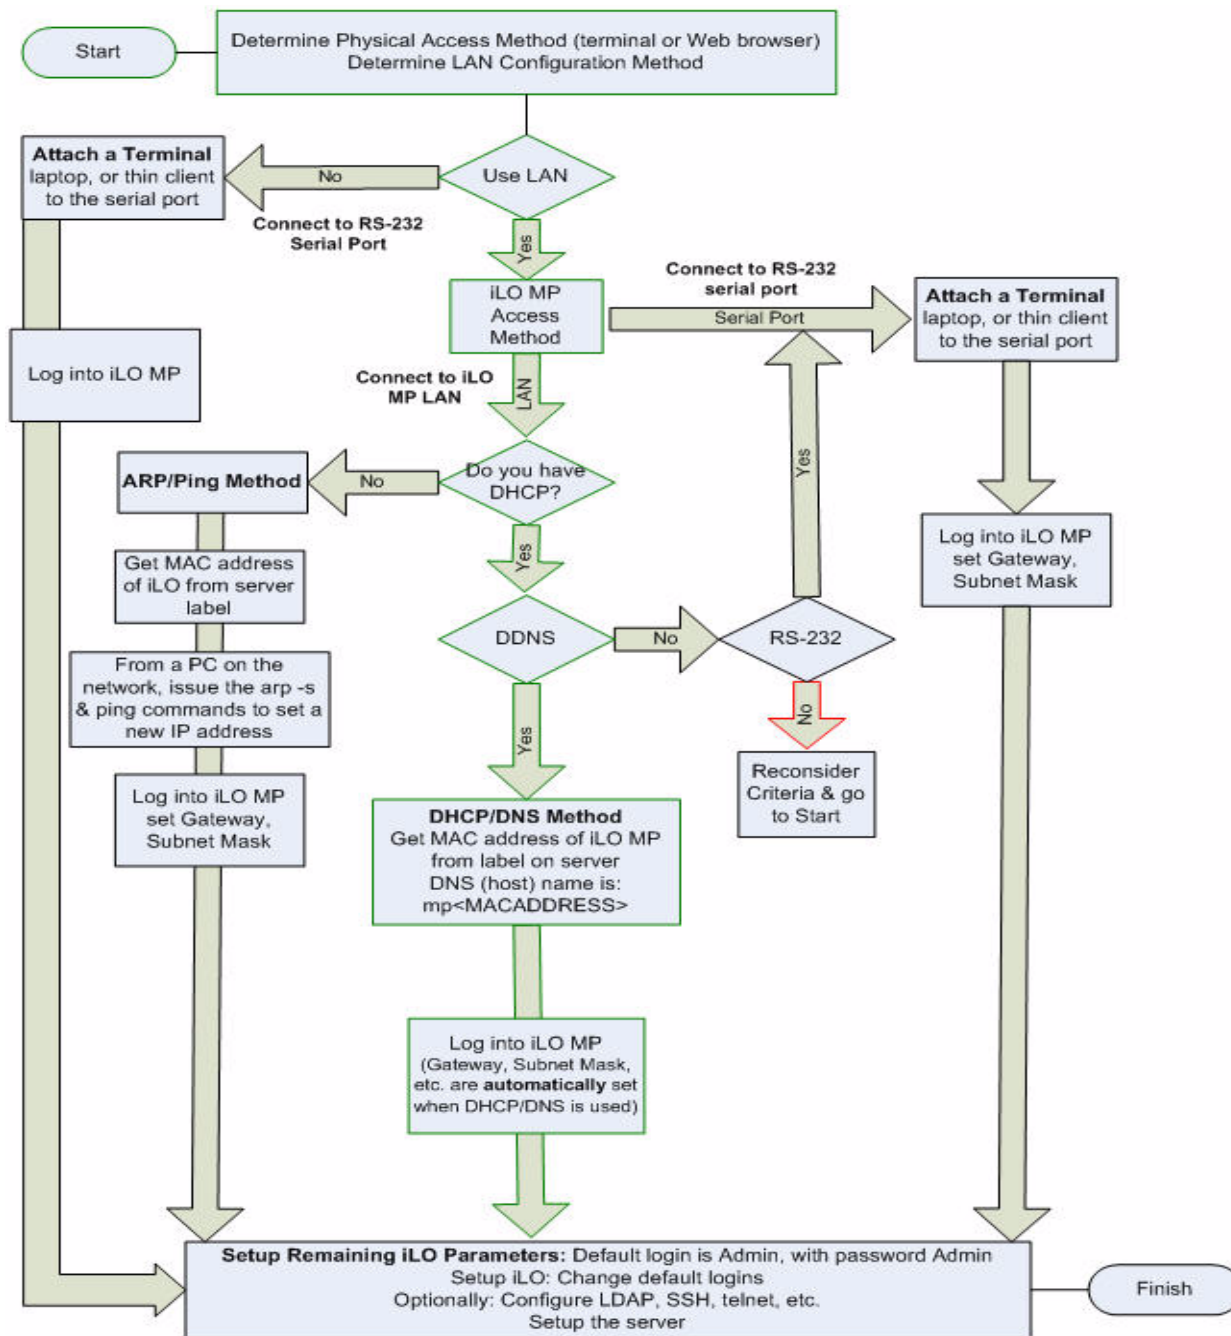 Start
Determine Physical Access Method (terminal or Web browser)
Determine LAN Configuration Method
Attach a Terminal
laptop, or thin client
to the serial port
No
Use LAN
Connect to RS-232
Serial Port
Yes
iLO MP
Access
Method
Connect to RS-232
serial port
Serial Port
Attach a Terminal
laptop, or thin client
to the serial port
Log into iLO MP
Connect to iLO
MP LAN
LAN
Do you have
DHCP?
No
ARP/Ping Method
Yes
Yes
Get MAC address
of iLO from server
label
Log into iLO MP
set Gateway,
Subnet Mask
DDNS
No
RS-232
From a PC on the
network, issue the arp -s
& ping commands to set a
new IP address
Yes
No
Reconsider
Criteria & go
to Start
Log into iLO MP
set Gateway,
Subnet Mask
DHCP/DNS Method
Get MAC address of iLO MP
from label on server
DNS (host) name is:
mp<MACADDRESS>
Log into iLO MP
(Gateway, Subnet Mask,
etc. are automatically set
when DHCP/DNS is used)
Setup Remaining iLO Parameters: Default login is Admin, with password Admin
Setup iLO: Change default logins
Optionally: Configure LDAP, SSH, telnet, etc.
Setup the server
Finish